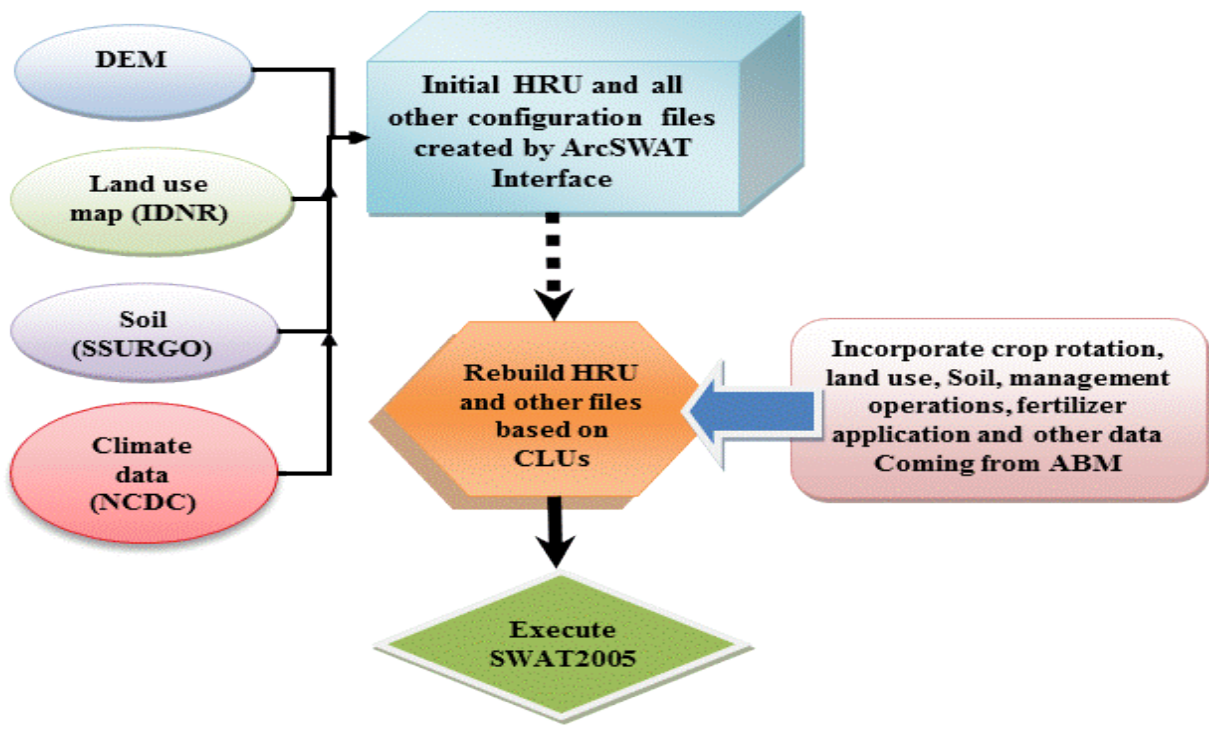 DEM
Land use
map (IDNR)
Soil
(SSURGO)
Climate
data
(NCDC)
Initial HRU and all
other configuration files
created by ArcSWAT
Interface
Rebuild HRU
and other files
based on
CLUs
Incorporate crop rotation,
land use, Soil, management
operations, fertilizer
application and other data
Coming from ABM
Execute
SWAT2005